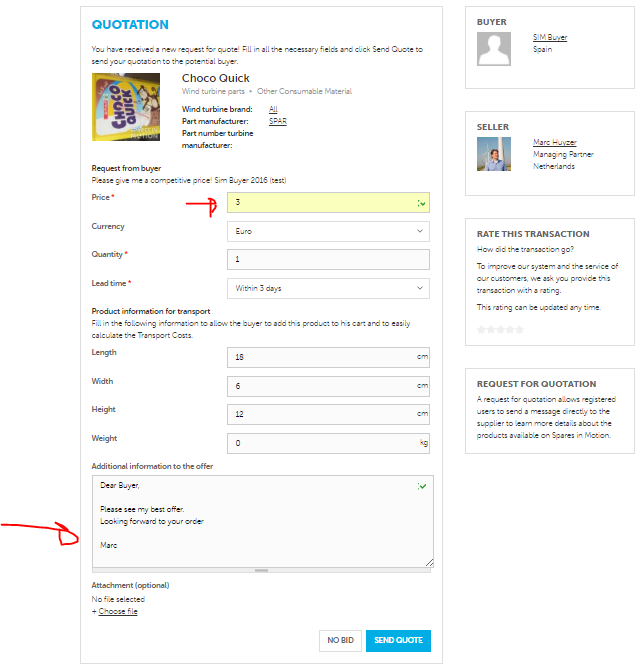 QUOTATION
You have received a new request for quote! Fill in all the necessary fields and click Send Quote to
send your quotation to the potential buyer.
CHOCO
QUICK
Choco Quick
Wind turbine parts • Other Consumable Material
Wind turbine brand: All
Part manufacturer: SPAR
Part number turbine
manufacturer:
Request from buyer
Please give me a competitive price! Sim Buyer 2016 (test)
Price * 3
Currency Euro
Quantity * 1
Lead time * Within 3 days
Product information for transport
Fill in the following information to allow the buyer to add this product to his cart and to easily
calculate the Transport Costs.
Length 18 cm
Width 6 cm
Height 12 cm
Weight 0 kg
Additional information to the offer
Dear Buyer,
Please see my best offer.
Looking forward to your order
Marc
Attachment (optional)
No file selected
+ Choose file
NO BID SEND QUOTE
BUYER
SIM Buyer
Spain
SELLER
Marc Huyzer
Managing Partner
Netherlands
RATE THIS TRANSACTION
How did the transaction go?
To improve our system and the service of
our customers, we ask you provide this
transaction with a rating.
This rating can be updated any time.
REQUEST FOR QUOTATION
A request for quotation allows registered
users to send a message directly to the
supplier to learn more details about the
products available on Spares in Motion.